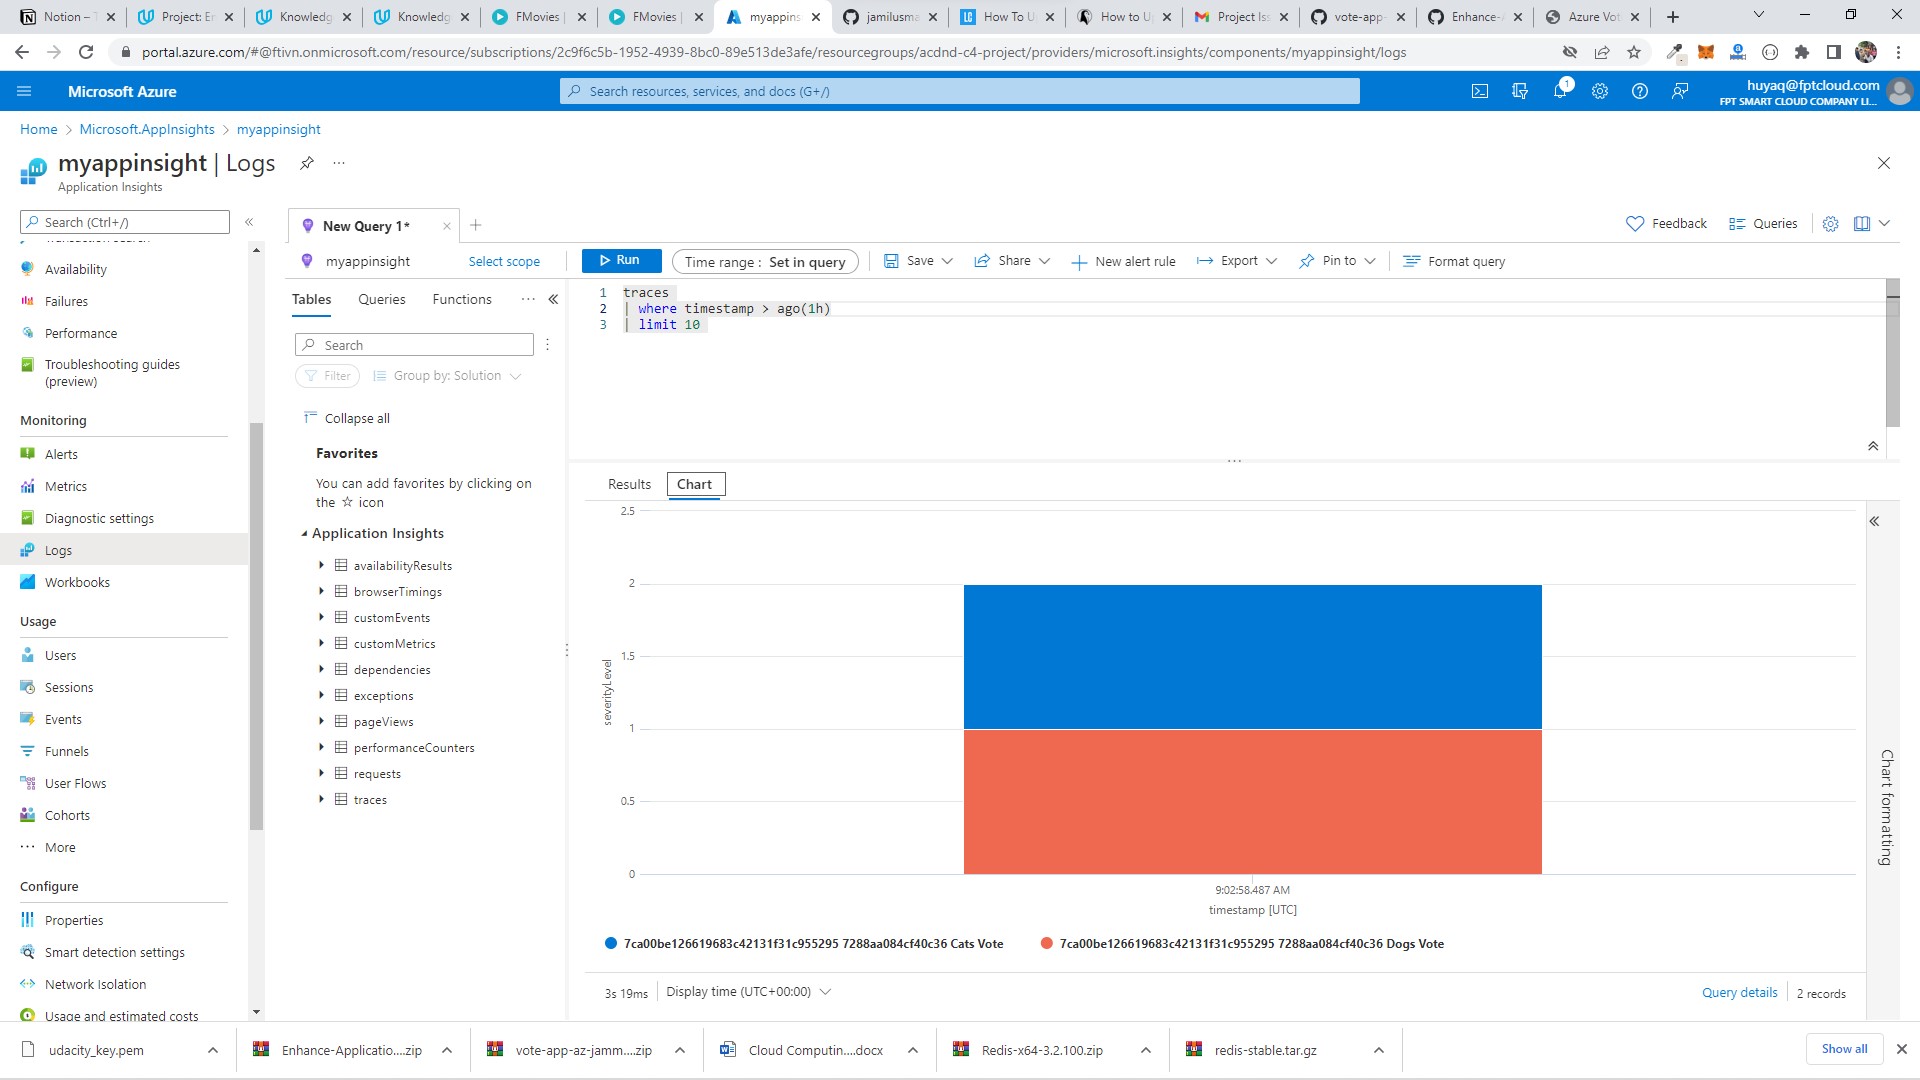 Notion –
Project: En
Knowledg
Knowledg
FMovies |
FMovies |
myappins
jamilusma
How To U
How to Up
Project Iss
vote-app-
Enhance-A
Azure Vot
portal.azure.com/#@ftivn.onmicrosoft.com/resource/subscriptions/2c9f6c5b-1952-4939-8bc0-89e513de3afe/resourcegroups/acdnd-c4-project/providers/microsoft.insights/components/myappinsight/logs
Microsoft Azure
Search resources, services, and docs (G+/)
1
huyaq@fptcloud.com
FPT SMART CLOUD COMPANY LI...
Home > Microsoft.AppInsights > myappinsight
myappinsight | Logs
Application Insights
Search (Ctrl+/)
Availability
Failures
Performance
Troubleshooting guides
(preview)
Monitoring
Alerts
Metrics
Diagnostic settings
Logs
Workbooks
Usage
Users
Sessions
Events
Funnels
User Flows
Cohorts
More
Configure
Properties
Smart detection settings
Network Isolation
Usage and estimated costs
New Query 1*
Feedback
Queries
myappinsight
Select scope
Run
Time range : Set in query
Save
Share
New alert rule
Export
Pin to
Format query
Tables
Queries
Functions
Search
Filter
Group by: Solution
Collapse all
Favorites
You can add favorites by clicking on
the ☆ icon
Application Insights
availabilityResults
browserTimings
customEvents
customMetrics
dependencies
exceptions
pageViews
performanceCounters
requests
traces
1 traces
2 | where timestamp > ago(1h)
3 | limit 10
Results
Chart
2.5
2
1.5
1
0.5
0
severityLevel
9:02:58.487 AM
timestamp [UTC]
7ca00be126619683c42131f31c955295 7288aa084cf40c36 Cats Vote
7ca00be126619683c42131f31c955295 7288aa084cf40c36 Dogs Vote
Chart formatting
3s 19ms
Display time (UTC+00:00)
Query details
2 records
udacity_key.pem
Enhance-Applicatio....zip
vote-app-az-jamm....zip
Cloud Computin....docx
Redis-x64-3.2.100.zip
redis-stable.tar.gz
Show all